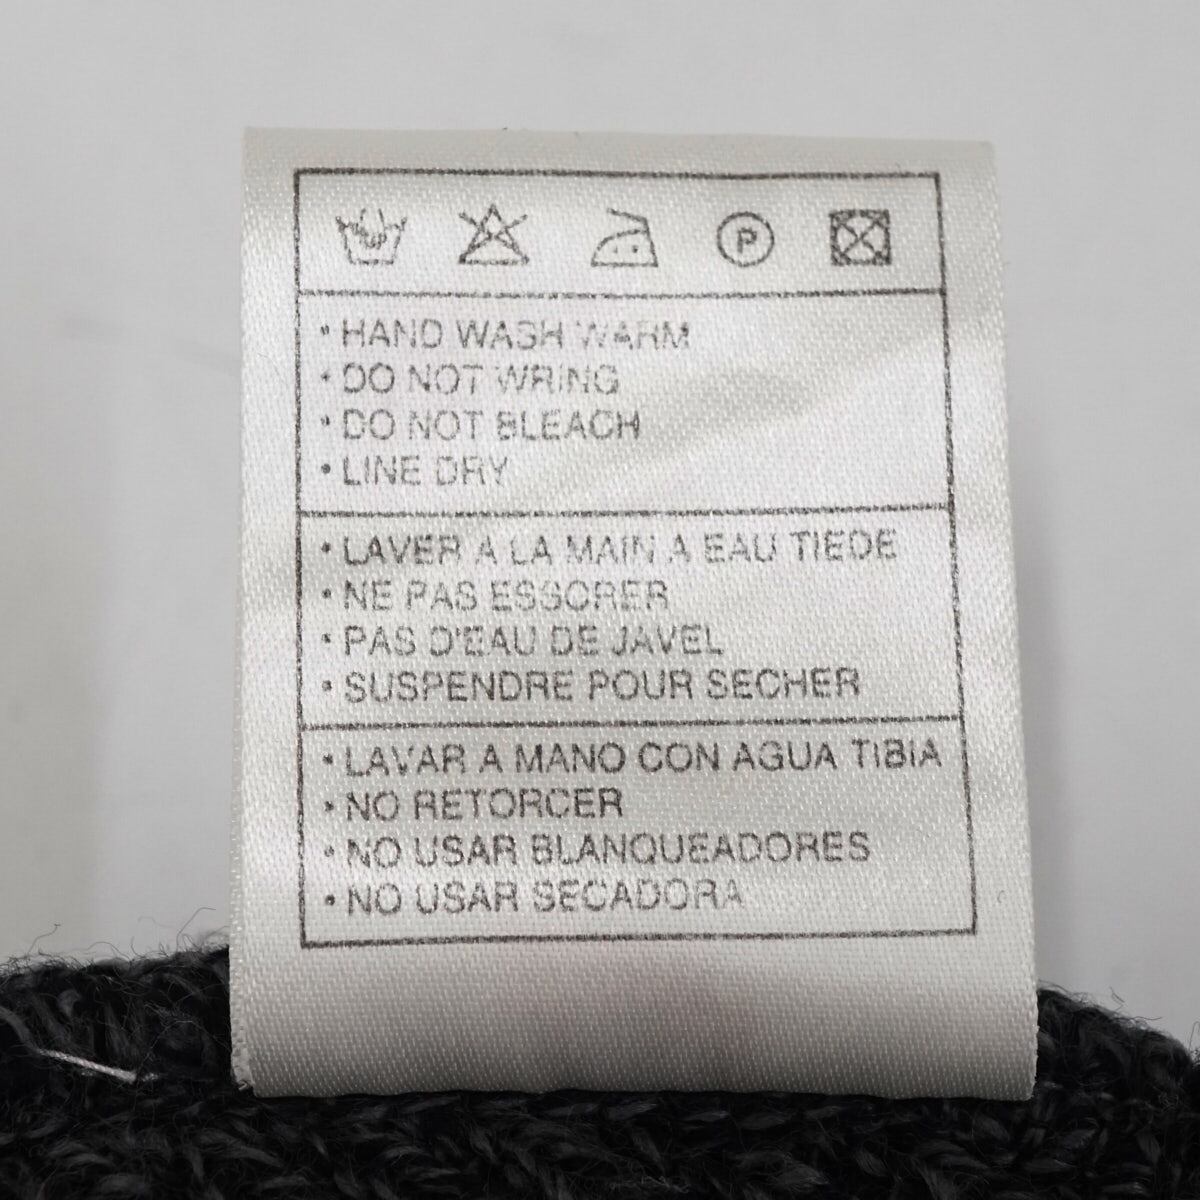 P
• HAND WASH WARM
• DO NOT WRING
• DO NOT BLEACH
• LINE DRY
• LAVER A LA MAIN A EAU TIEDE
• NE PAS ESSORER
• PAS D'EAU DE JAVEL
• SUSPENDRE POUR SECHER
• LAVAR A MANO CON AGUA TIBIA
• NO RETORCER
• NO USAR BLANQUEADORES
• NO USAR SECADORA